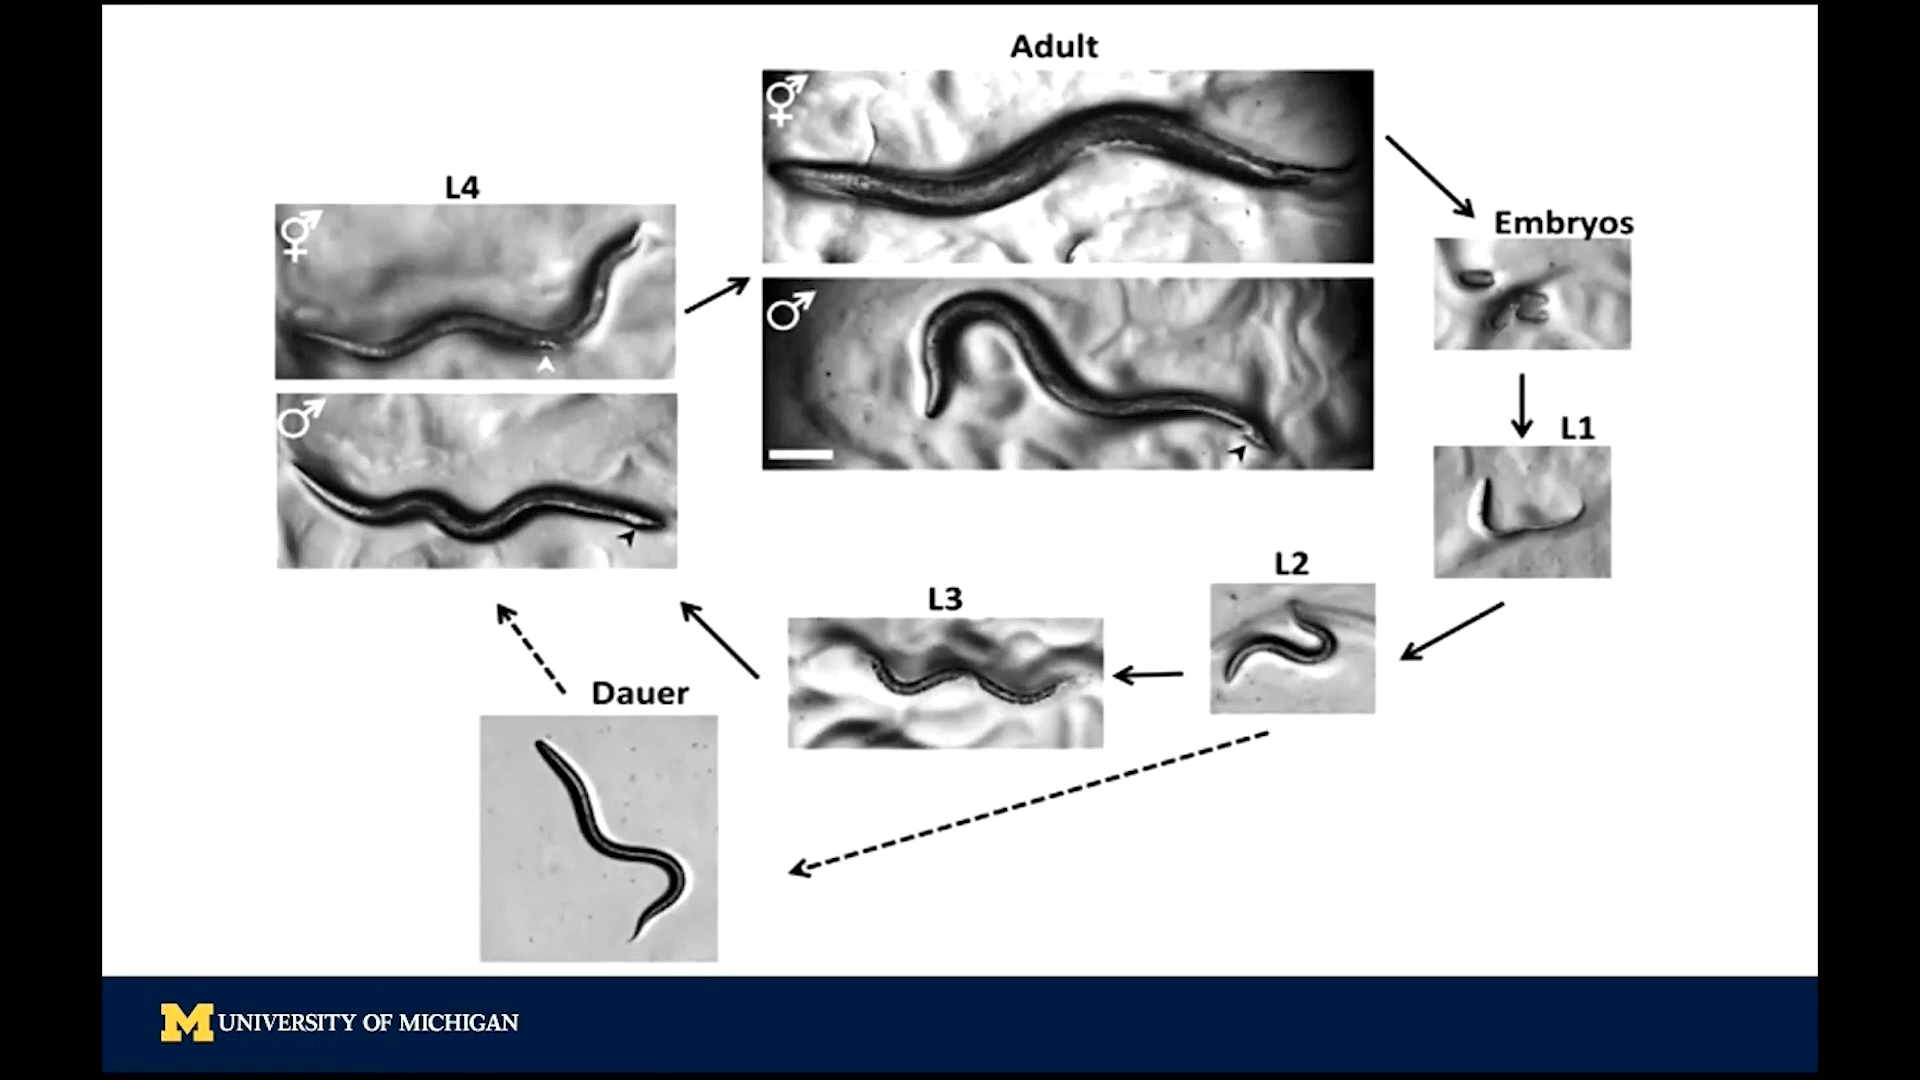 Adult
L4
Embryos
L1
L2
L3
Dauer
M UNIVERSITY OF MICHIGAN